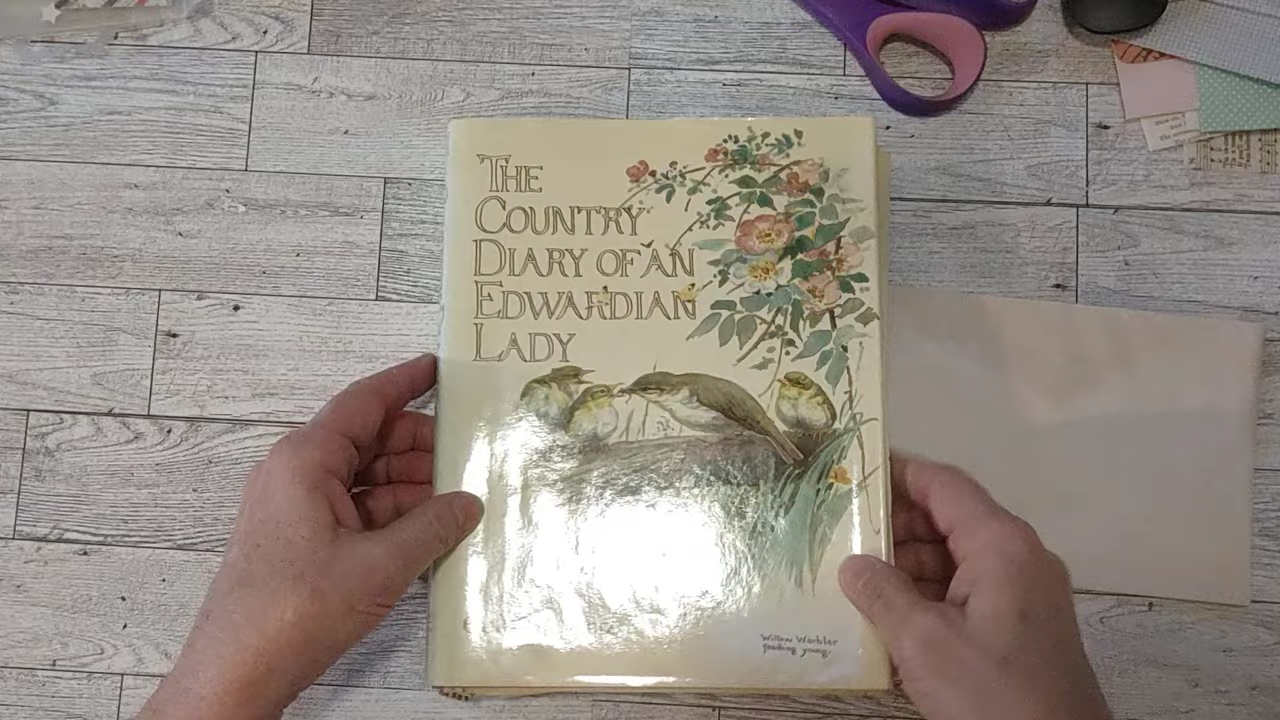 THE
COUNTRY
DIARY OF AN
EDWARDIAN
LADY
Willow Warbler
feeding young.